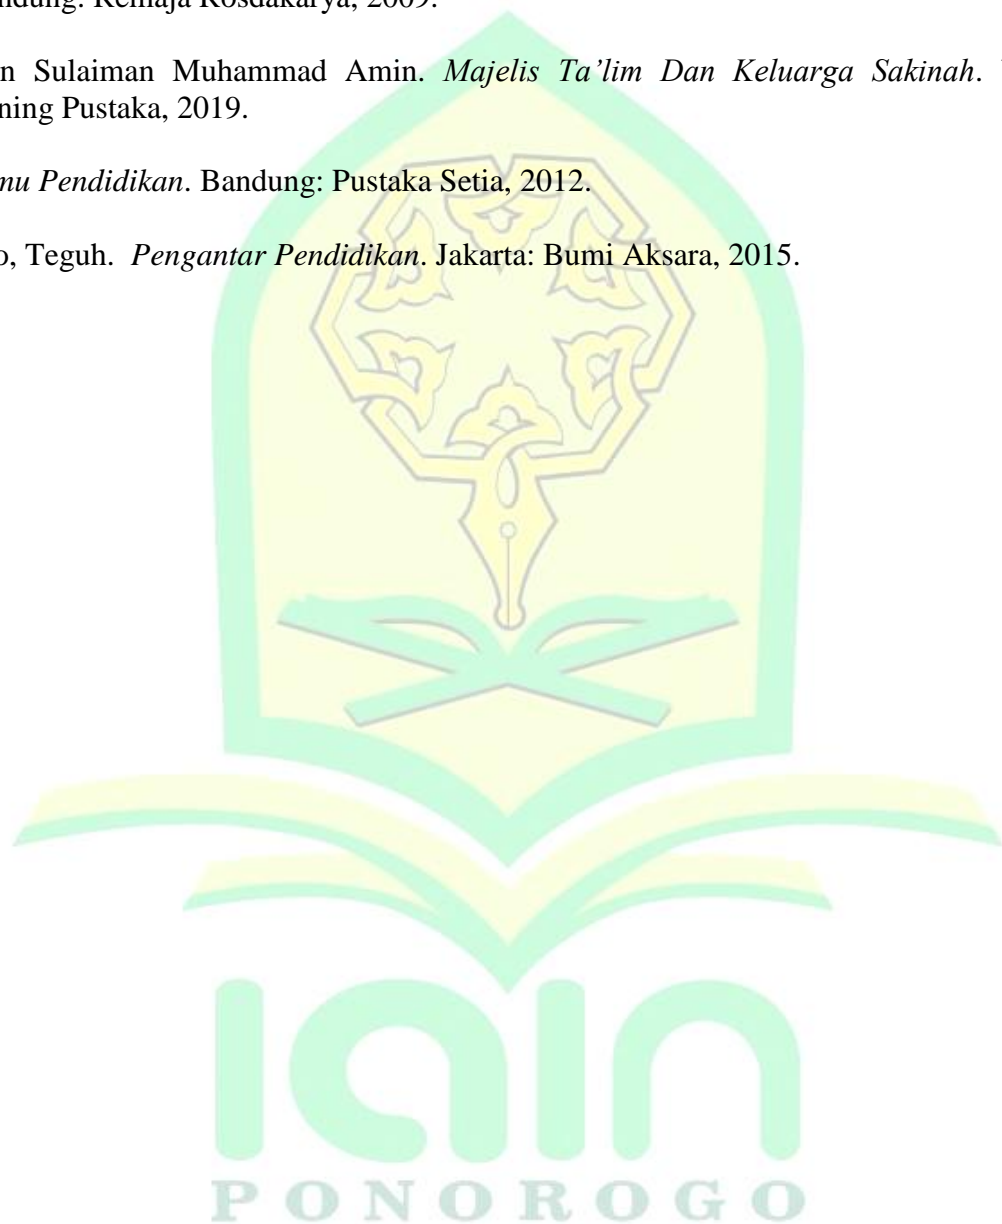 ndung: Remaja Rosdakarya, 2009.
n Sulaiman Muhammad Amin. Majelis Ta’lim Dan Keluarga Sakinah.
ning Pustaka, 2019.
mu Pendidikan. Bandung: Pustaka Setia, 2012.
o, Teguh. Pengantar Pendidikan. Jakarta: Bumi Aksara, 2015.
iain
PONOROGO